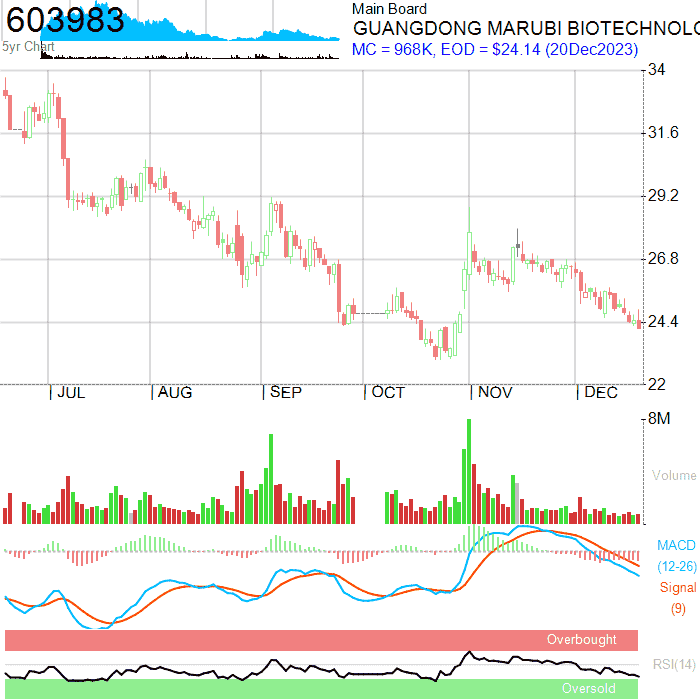 603983
Main Board
GUANGDONG MARUBI BIOTECHNOLO
5yr Chart
MC = 968K, EOD = $24.14 (20Dec2023)
34
31.6
29.2
26.8
24.4
22
JUL AUG SEP OCT NOV DEC
8M
Volume
MACD
(12-26)
Signal
(9)
Overbought
RSI(14)
Oversold